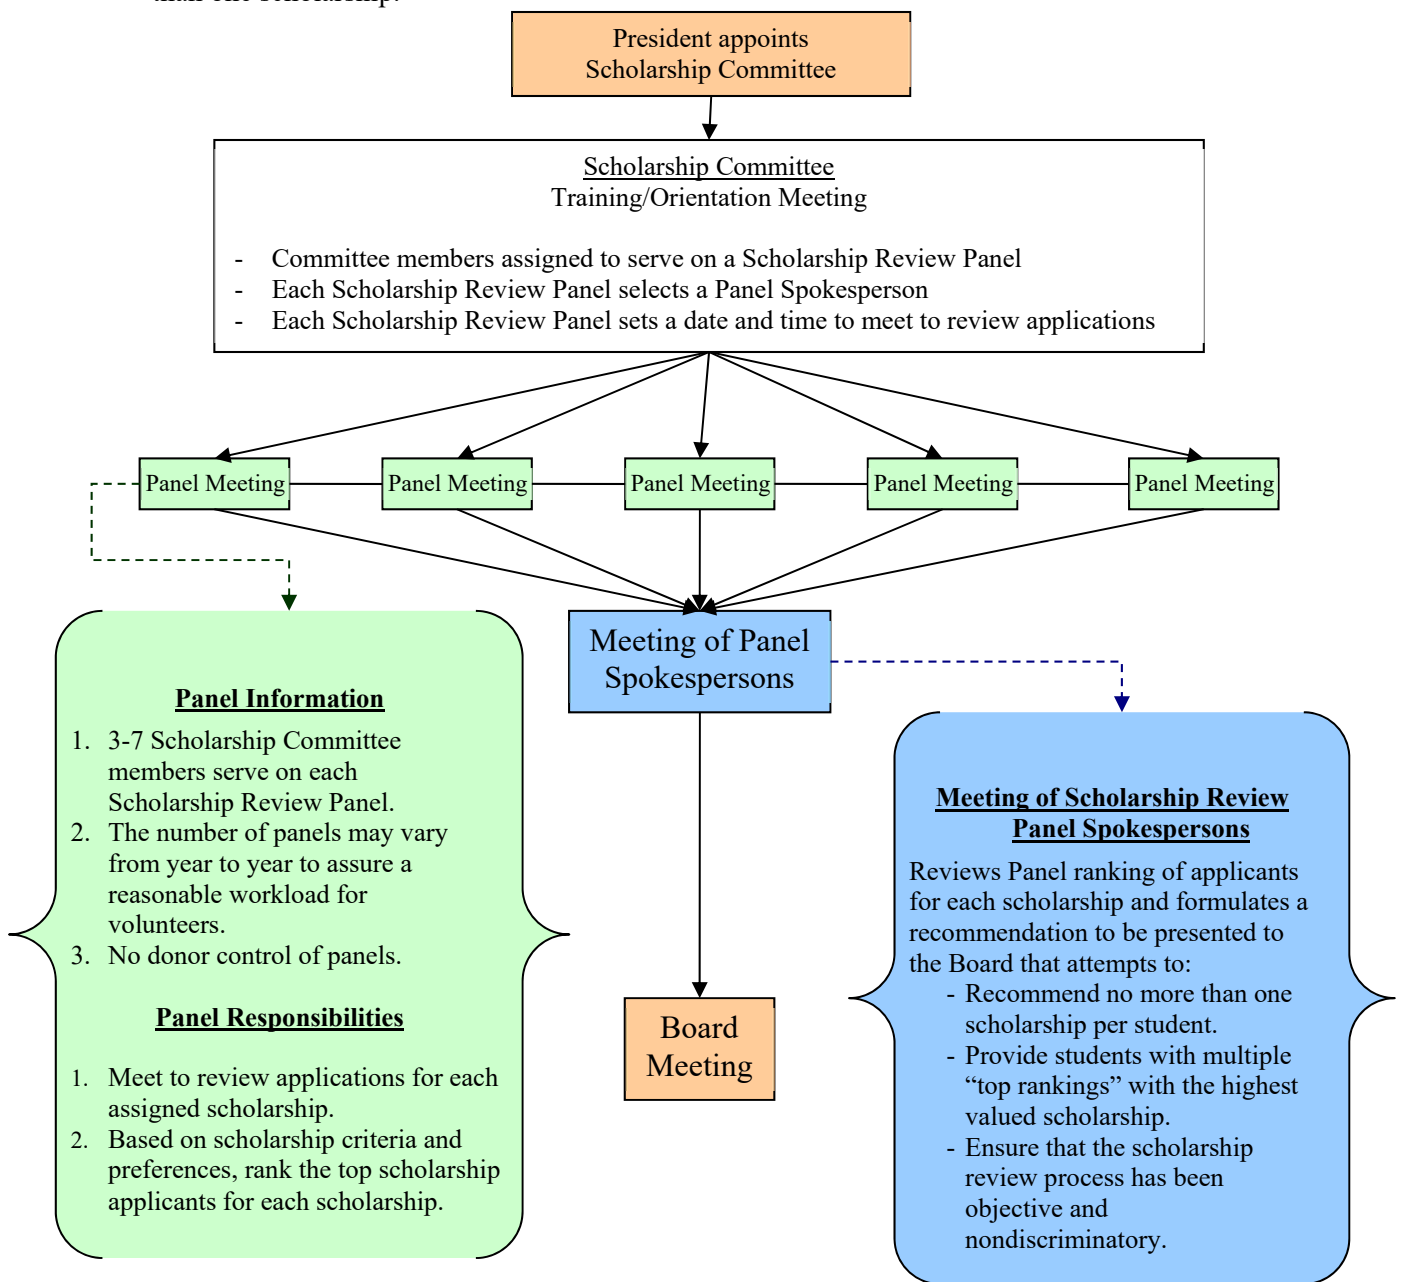 than one scholarship.
President appoints
Scholarship Committee
Scholarship Committee
Training/Orientation Meeting
- Committee members assigned to serve on a Scholarship Review Panel
- Each Scholarship Review Panel selects a Panel Spokesperson
- Each Scholarship Review Panel sets a date and time to meet to review applications
Panel Meeting
Panel Meeting
Panel Meeting
Panel Meeting
Panel Meeting
Panel Information
1. 3-7 Scholarship Committee
members serve on each
Scholarship Review Panel.
2. The number of panels may vary
from year to year to assure a
reasonable workload for
volunteers.
3. No donor control of panels.
Panel Responsibilities
1. Meet to review applications for each
assigned scholarship.
2. Based on scholarship criteria and
preferences, rank the top scholarship
applicants for each scholarship.
Meeting of Panel
Spokespersons
Board
Meeting
Meeting of Scholarship Review
Panel Spokespersons
Reviews Panel ranking of applicants
for each scholarship and formulates a
recommendation to be presented to
the Board that attempts to:
- Recommend no more than one
scholarship per student.
- Provide students with multiple
“top rankings” with the highest
valued scholarship.
- Ensure that the scholarship
review process has been
objective and
nondiscriminatory.